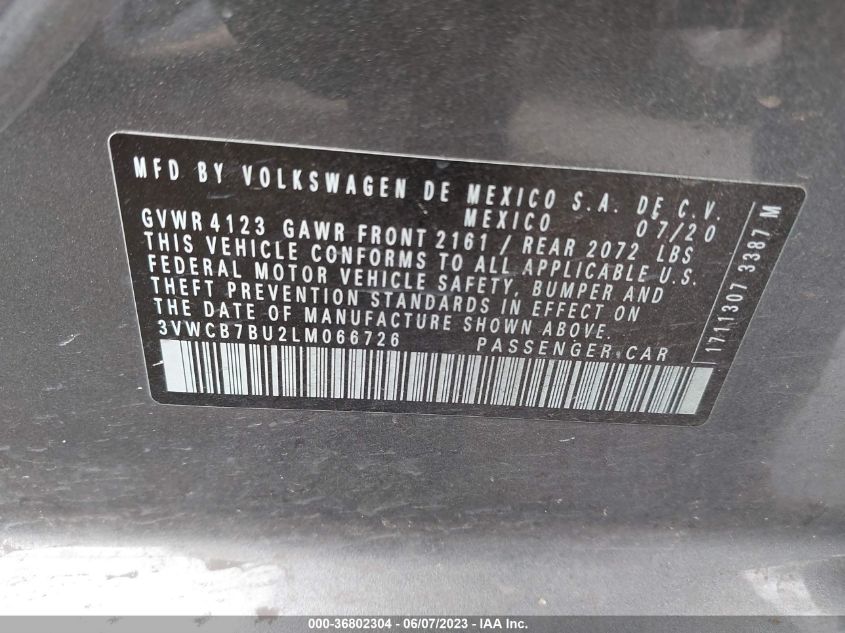 MFD BY VOLKSWAGEN DE MEXICO S.A. DE C.V.
MEXICO 07/20
GVWR 4123 GAWR FRONT 2161 / REAR 2072 LBS
THIS VEHICLE CONFORMS TO ALL APPLICABLE U.S.
FEDERAL MOTOR VEHICLE SAFETY, BUMPER AND
THEFT PREVENTION STANDARDS IN EFFECT ON
THE DATE OF MANUFACTURE SHOWN ABOVE.
3VWCB7BU2LM066726 PASSENGER CAR
1711307 3387 M
000-36802304 - 06/07/2023 - IAA Inc.